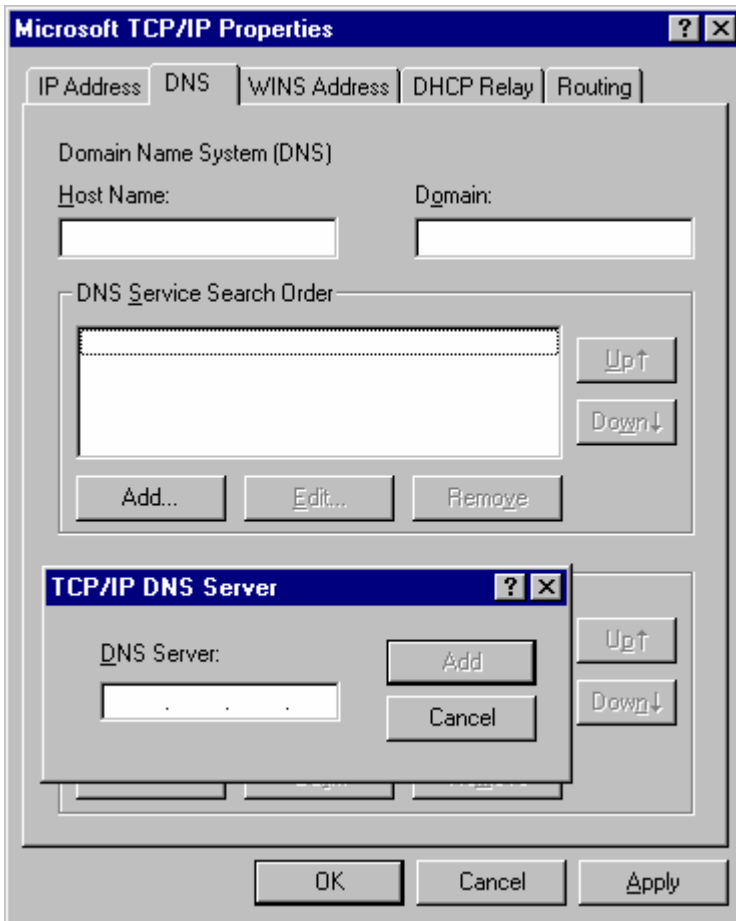 Microsoft TCP/IP Properties
IP Address DNS WINS Address DHCP Relay Routing
Domain Name System (DNS)
Host Name: Domain:
DNS Service Search Order
Up↑
Down↓
Add... Edit... Remove
TCP/IP DNS Server
DNS Server:
Add
. . .
Cancel
Up↑
Down↓
OK Cancel Apply